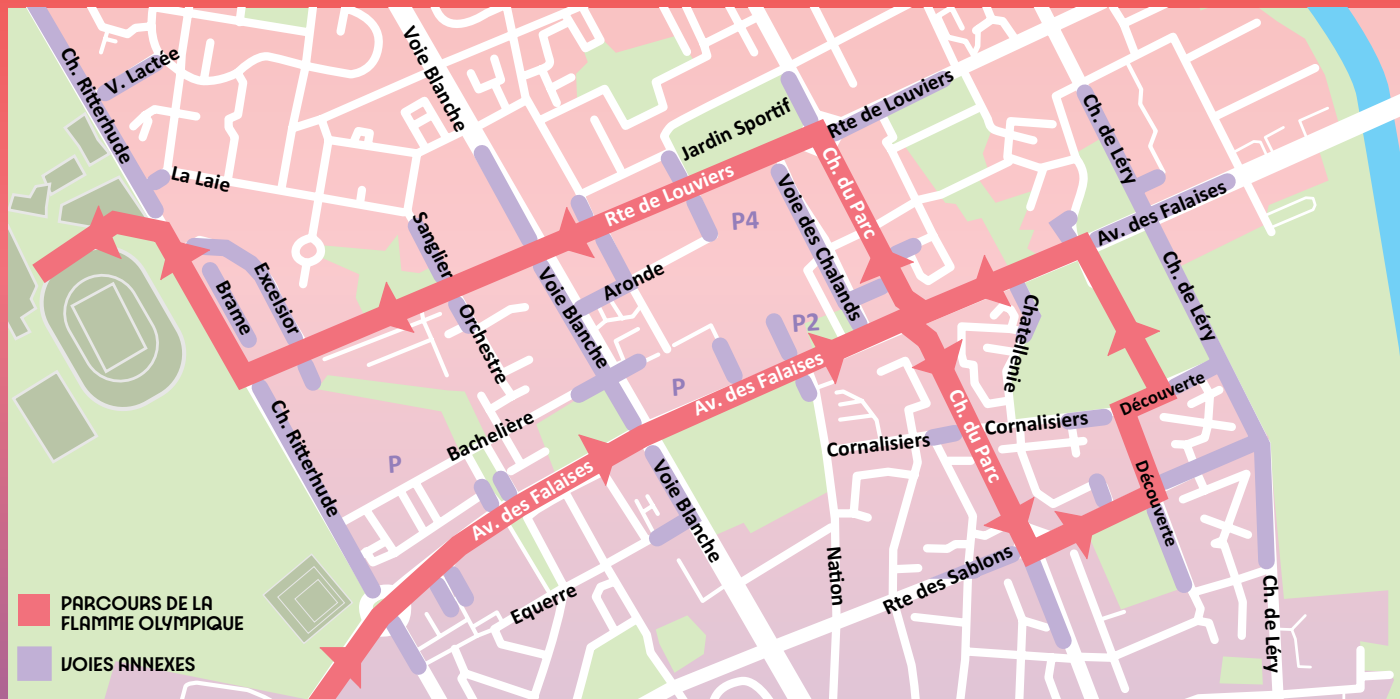 Ch. Ritterhude
V. Lactée
Voie Blanche
La Laie
Jardin Sportif
Rte de Louviers
Ch. de Léry
Rte de Louviers
Ch. du Parc
Voie des Chalands
P4
Av. des Falaises
Sanglier
Excelsior
Brame
Aronde
Voie Blanche
Ch. de Léry
Orchestre
P2
Chatellenie
P
Av. des Falaises
Découverte
Ch. Ritterhude
Bachelière
Cornalisiers
Cornalisiers
Ch. du Parc
P
Av. des Falaises
Voie Blanche
Découverte
Nation
Rte des Sablons
Equerre
Ch. de Léry
PARCOURS DE LA
FLAMME OLYMPIQUE
VOIES ANNEXES